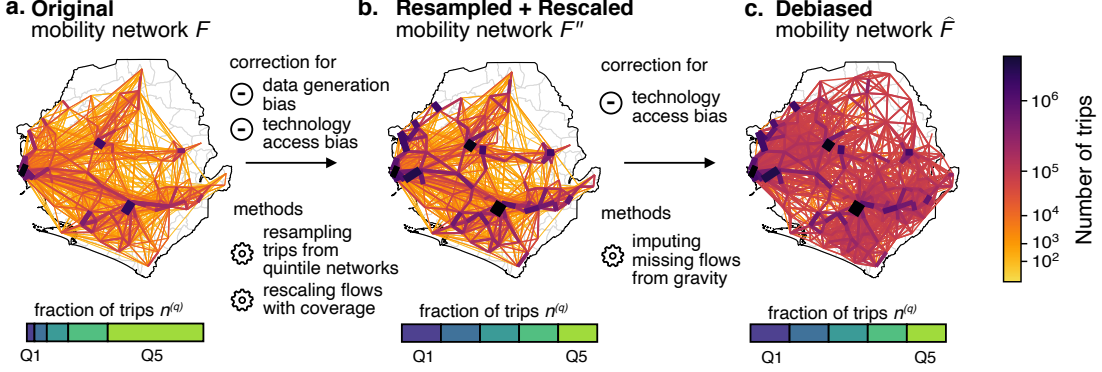 a. Original
mobility network F
correction for
- data generation
bias
- technology
access bias
methods
resampling
trips from
quintile networks
rescaling flows
with coverage
fraction of trips n(q)
Q1 Q5
b. Resampled + Rescaled
mobility network F″
correction for
- technology
access bias
methods
imputing
missing flows
from gravity
fraction of trips n(q)
Q1 Q5
c. Debiased
mobility network F̂
fraction of trips n(q)
Q1 Q5
10⁶
10⁵
10⁴
10³
10²
Number of trips